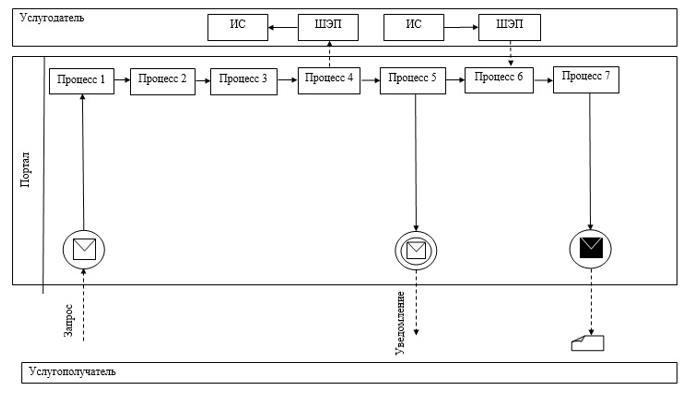 Услугодатель
ИС
ШЭП
ИС
ШЭП
Портал
Процесс 1
Процесс 2
Процесс 3
Процесс 4
Процесс 5
Процесс 6
Процесс 7
Запрос
Уведомление
Услугополучатель